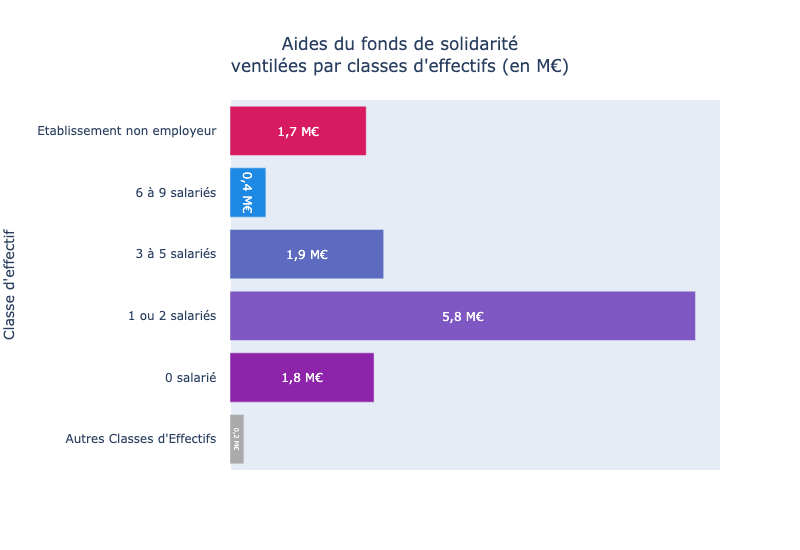 Aides du fonds de solidarité
ventilées par classes d'effectifs (en M€)
Classe d'effectif
Etablissement non employeur
1,7 M€
6 à 9 salariés
0,4 M€
3 à 5 salariés
1,9 M€
1 ou 2 salariés
5,8 M€
0 salarié
1,8 M€
Autres Classes d'Effectifs
0,2 M€